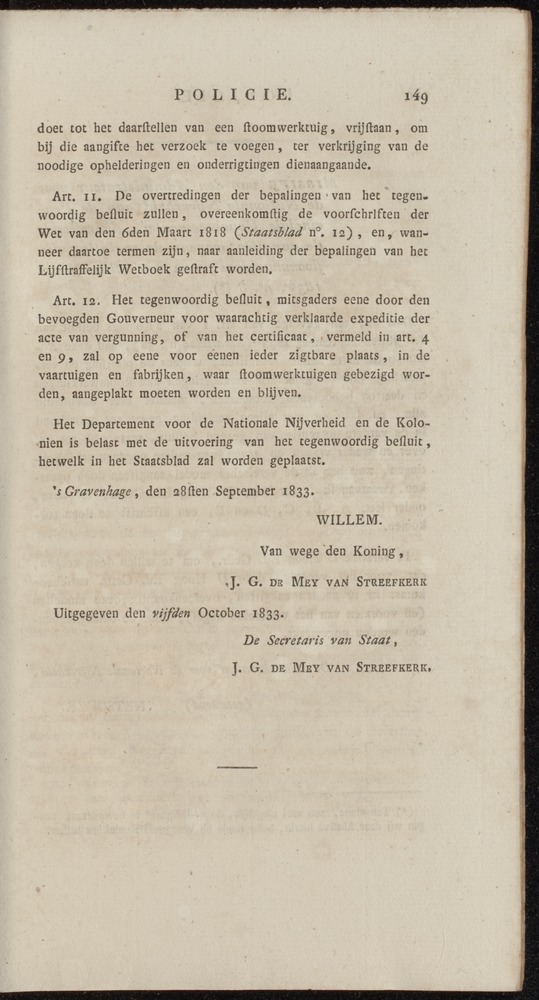 POLICIE. 149
doet tot het daarſtellen van een ſtoomwerktuig, vrijſtaan, om
bij die aangifte het verzoek te voegen, ter verkrijging van de
noodige ophelderingen en onderrigtingen dienaangaande.
Art. 11. De overtredingen der bepalingen van het tegen-
woordig beſluit zullen, overeenkomſtig de voorſchriften der
Wet van den 6den Maart 1818 (Staatsblad n°. 12), en, wan-
neer daartoe termen zijn, naar aanleiding der bepalingen van het
Lijfſtraffelijk Wetboek geſtraft worden.
Art. 12. Het tegenwoordig beſluit, mitsgaders eene door den
bevoegden Gouverneur voor waarachtig verklaarde expeditie der
acte van vergunning, of van het certificaat, vermeld in art. 4
en 9, zal op eene voor eenen ieder zigtbare plaats, in de
vaartuigen en fabrijken, waar ſtoomwerktuigen gebezigd wor-
den, aangeplakt moeten worden en blijven.
Het Departement voor de Nationale Nijverheid en de Kolo-
nien is belast met de uitvoering van het tegenwoordig beſluit,
hetwelk in het Staatsblad zal worden geplaatst.
's Gravenhage, den 28ſten September 1833.
WILLEM.
Van wege den Koning,
J. G. DE MEY VAN STREEFKERK
Uitgegeven den vijfden October 1833.
De Secretaris van Staat,
J. G. DE MEY VAN STREEFKERK.